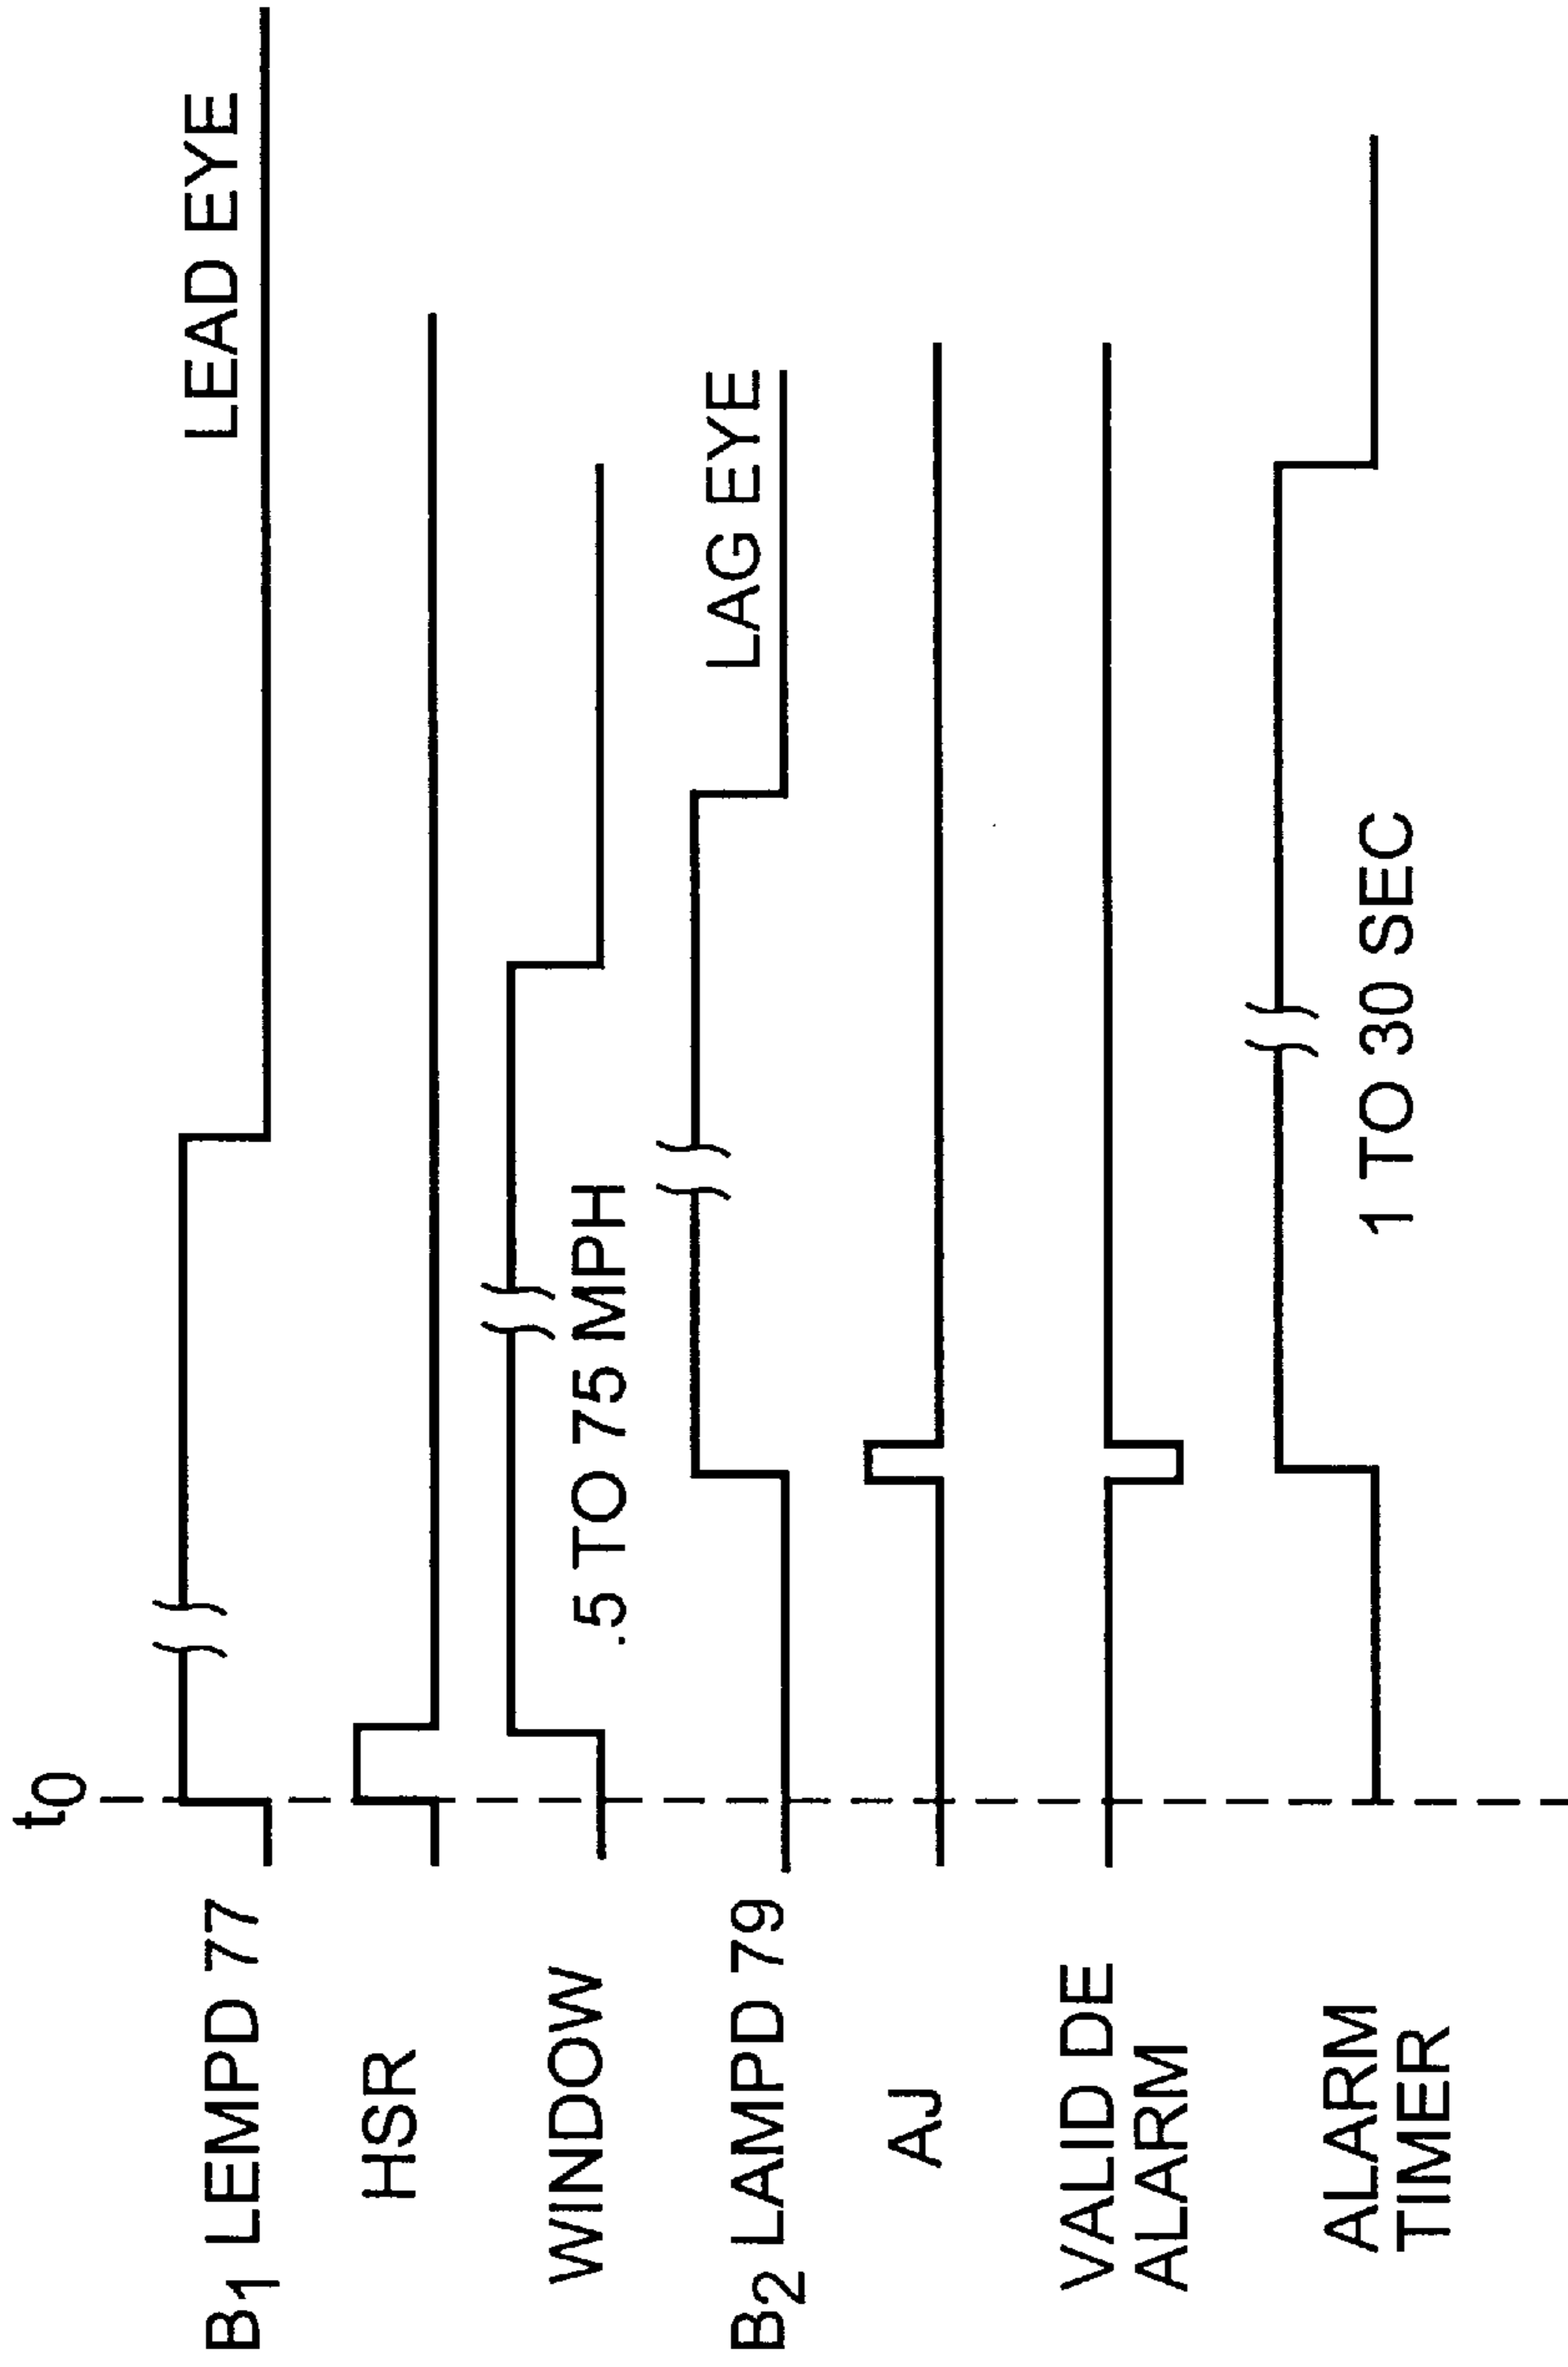 t0
B1 LEMPD 77
LEAD EYE
HSR
WINDOW
.5 TO 75 MPH
B2 LAMPD 79
LAG EYE
AJ
VALID DE
ALARM
ALARM
TIMER
1 TO 30 SEC